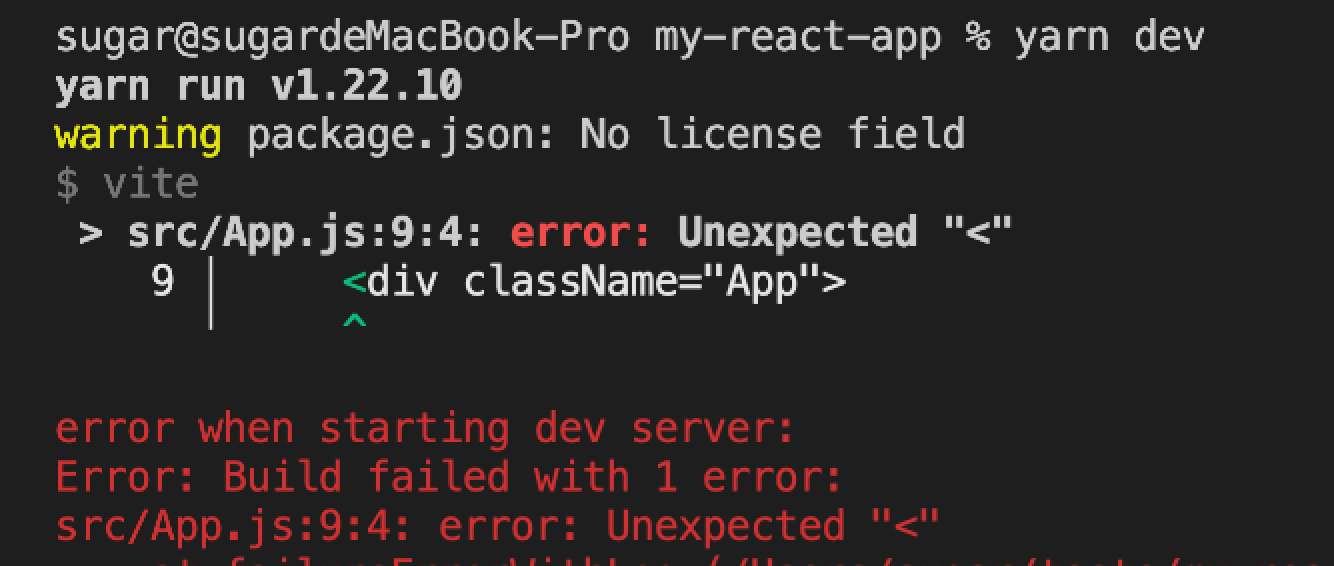 sugar@sugardeMacBook-Pro my-react-app % yarn dev
yarn run v1.22.10
warning package.json: No license field
$ vite
> src/App.js:9:4: error: Unexpected "<"
9 │ <div className="App">
│ ^
error when starting dev server:
Error: Build failed with 1 error:
src/App.js:9:4: error: Unexpected "<"